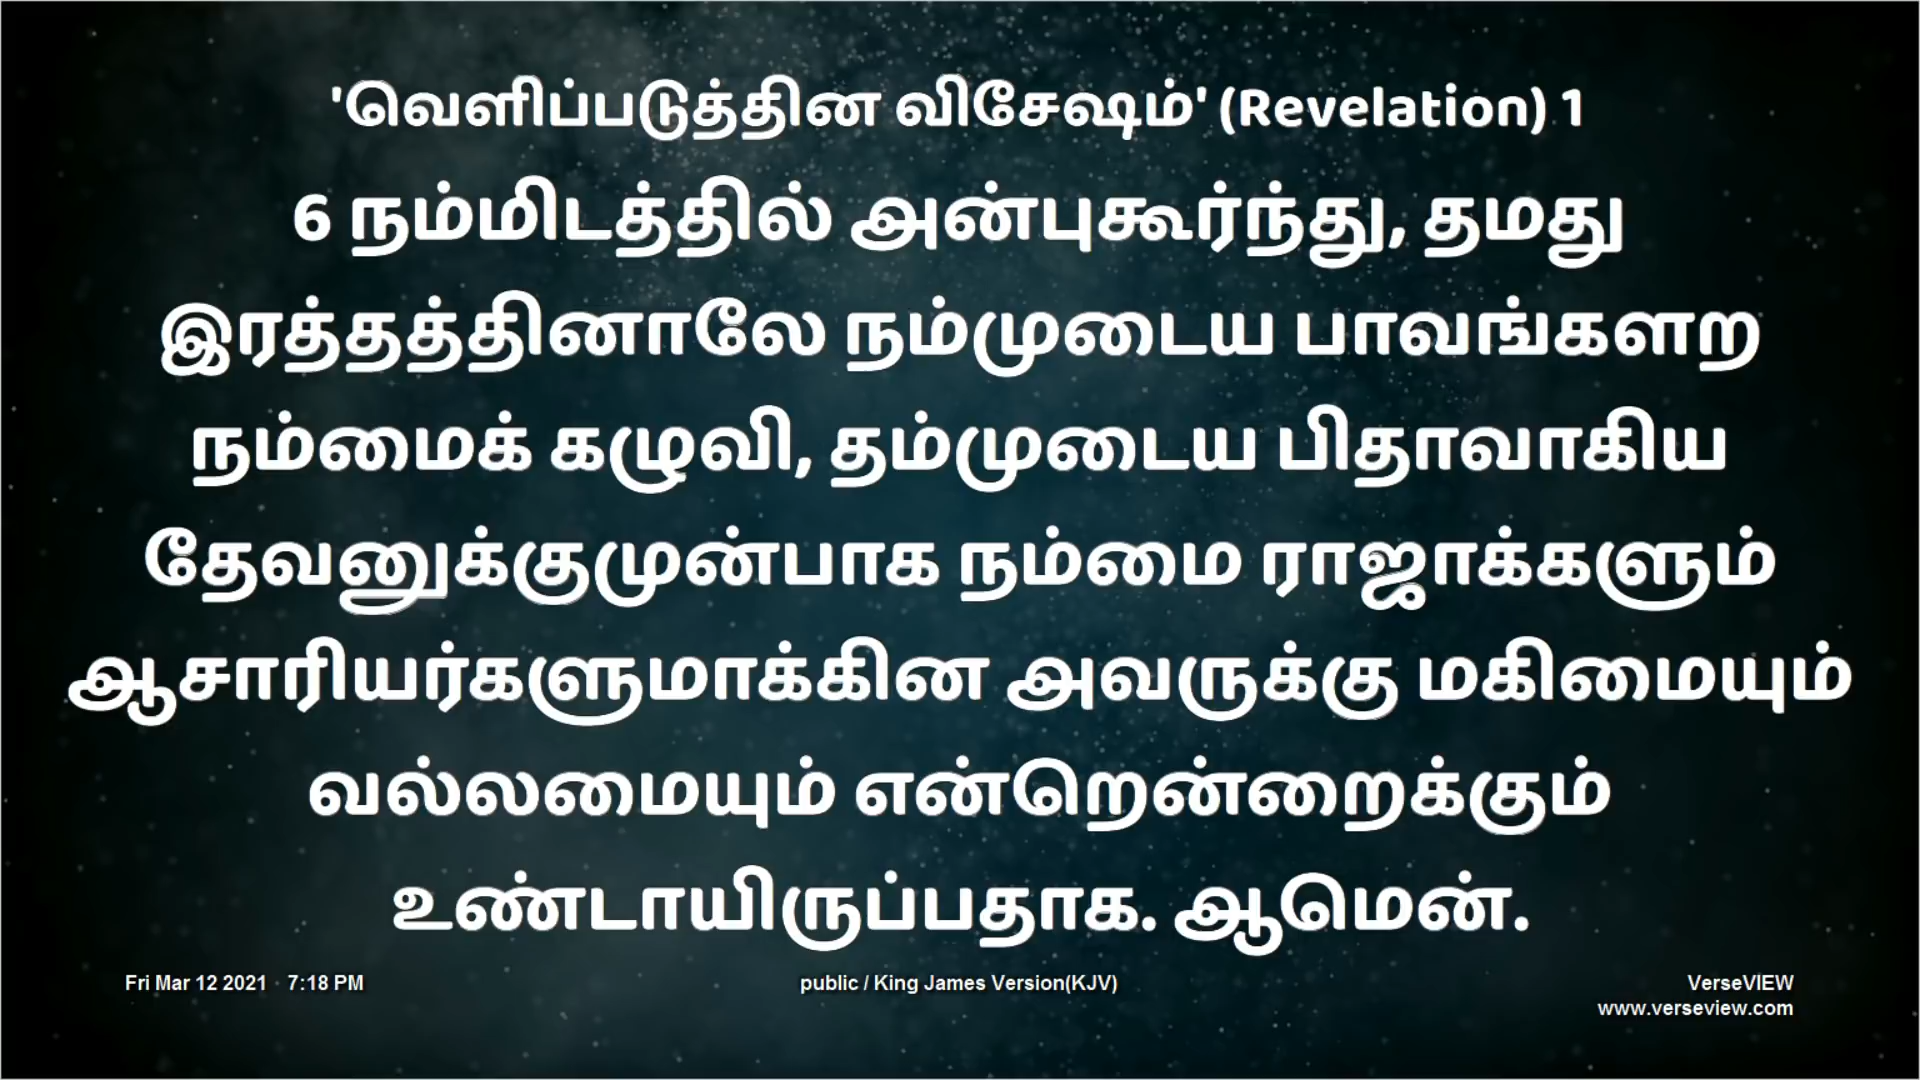 'வெளிப்படுத்தின விசேஷம்' (Revelation) 1
6 நம்மிடத்தில் அன்புகூர்ந்து, தமது
இரத்தத்தினாலே நம்முடைய பாவங்களற
நம்மைக் கழுவி, தம்முடைய பிதாவாகிய
தேவனுக்குமுன்பாக நம்மை ராஜாக்களும்
ஆசாரியர்களுமாக்கின அவருக்கு மகிமையும்
வல்லமையும் என்றென்றைக்கும்
உண்டாயிருப்பதாக. ஆமென்.
Fri Mar 12 2021 · 7:18 PM
public / King James Version(KJV)
VerseVIEW
www.verseview.com